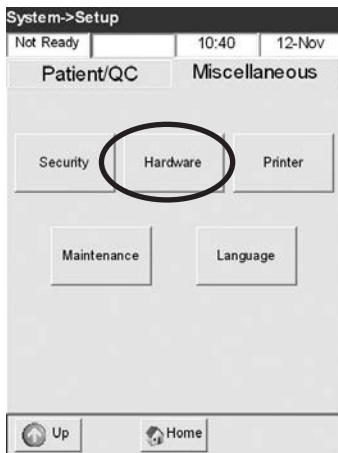 System->Setup
Not Ready 10:40 12-Nov
Patient/QC Miscellaneous
Security Hardware Printer
Maintenance Language
Up Home